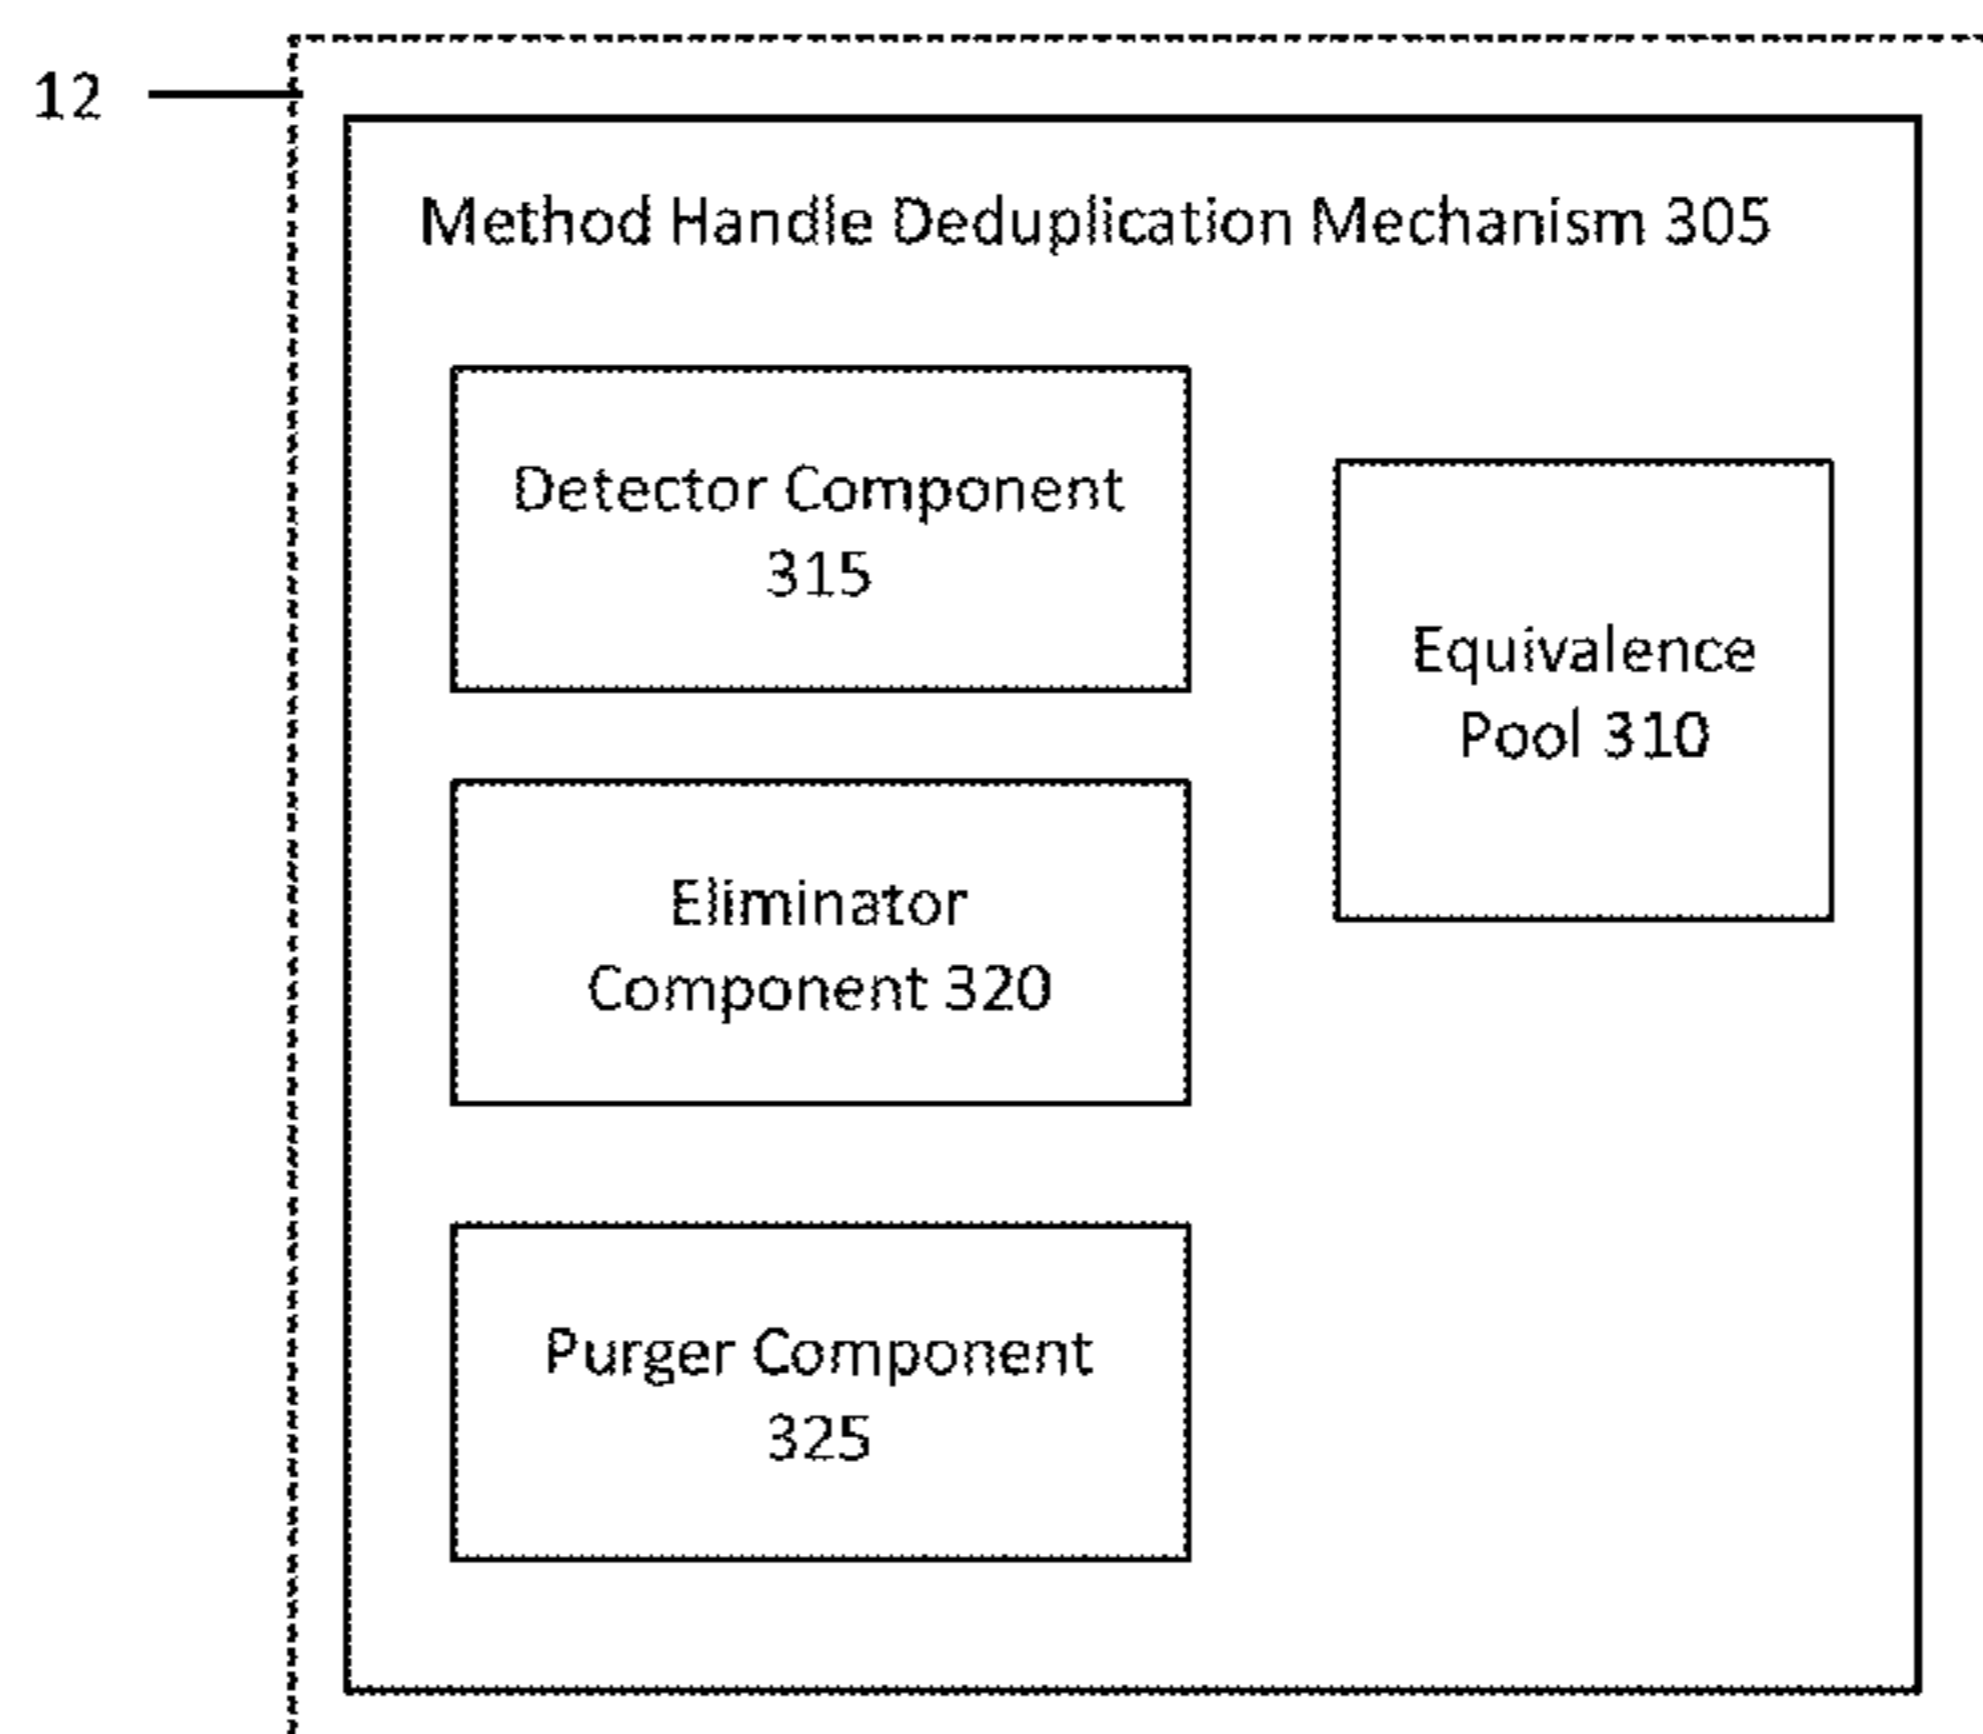 12
Method Handle Deduplication Mechanism 305
Detector Component
315
Equivalence
Pool 310
Eliminator
Component 320
Purger Component
325